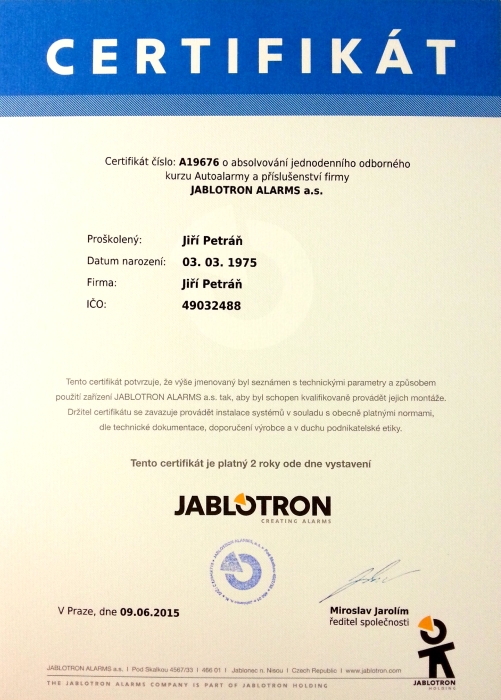 CERTIFIKÁT
Certifikát číslo: A19676 o absolvování jednodenního odborného
kurzu Autoalarmy a příslušenství firmy
JABLOTRON ALARMS a.s.
Proškolený: Jiří Petráň
Datum narození: 03. 03. 1975
Firma: Jiří Petráň
IČO: 49032488
Tento certifikát potvrzuje, že výše jmenovaný byl seznámen s technickými parametry a způsobem
použití zařízení JABLOTRON ALARMS a.s. tak, aby byl schopen kvalifikovaně provádět jejich montáže.
Držitel certifikátu se zavazuje provádět instalace systémů v souladu s obecně platnými normami,
dle technické dokumentace, doporučení výrobce a v duchu podnikatelské etiky.
Tento certifikát je platný 2 roky ode dne vystavení
JABLOTRON
CREATING ALARMS
V Praze, dne 09.06.2015
Miroslav Jarolím
ředitel společnosti
JABLOTRON ALARMS a.s. I Pod Skalkou 4567/33 I 466 01 I Jablonec n. Nisou I Czech Republic I www.jablotron.com
THE JABLOTRON ALARMS COMPANY IS PART OF JABLOTRON HOLDING
JABLOTRON
HOLDING